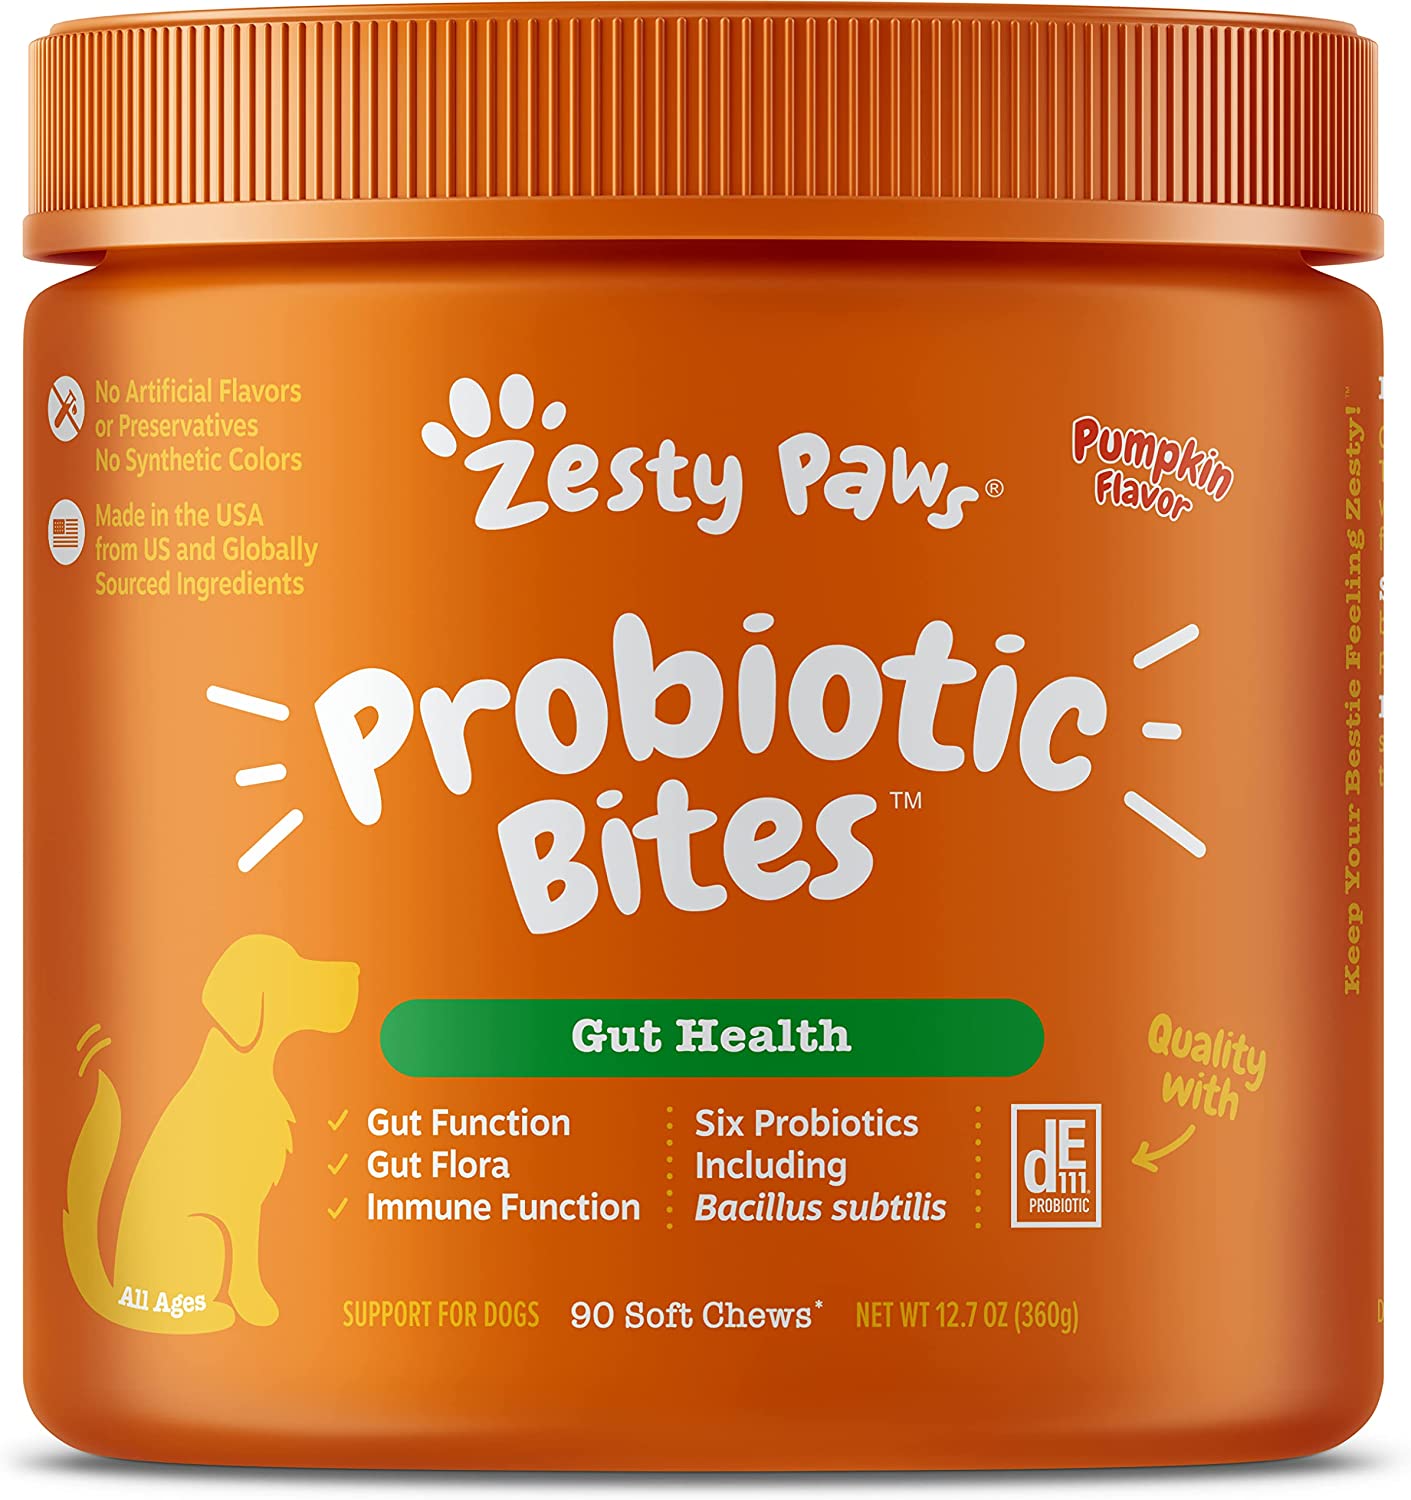 No Artificial Flavors
or Preservatives
No Synthetic Colors
Made in the USA
from US and Globally
Sourced Ingredients
Zesty Paws®
Pumpkin
Flavor
Probiotic
Bites™
Gut Health
✓ Gut Function
✓ Gut Flora
✓ Immune Function
Six Probiotics
Including
Bacillus subtilis
dE
111®
PROBIOTIC
Quality
with
Keep Your Bestie Feeling Zesty!™
All Ages
SUPPORT FOR DOGS
90 Soft Chews*
NET WT 12.7 OZ (360g)